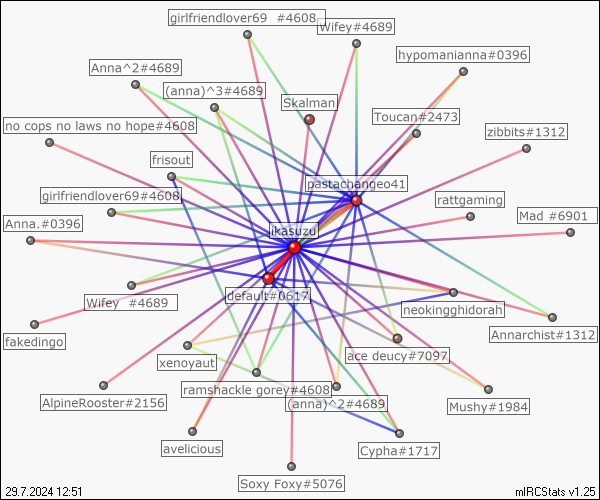 girlfriendlover69 #4608
Wifey#4689
hypomanianna#0396
Anna^2#4689
(anna)^3#4689
Skalman
Toucan#2473
no cops no laws no hope#4608
zibbits#1312
frisout
pastachangeo41
girlfriendlover69#4608
rattgaming
Anna.#0396
Mad #6901
ikasuzu
default#0617
Wifey #4689
neokingghidorah
fakedingo
Annarchist#1312
xenoyaut
ace deucy#7097
ramshackle gorey#4608
AlpineRooster#2156
(anna)^2#4689
Mushy#1984
avelicious
Cypha#1717
Soxy Foxy#5076
29.7.2024 12:51
mIRCStats v1.25